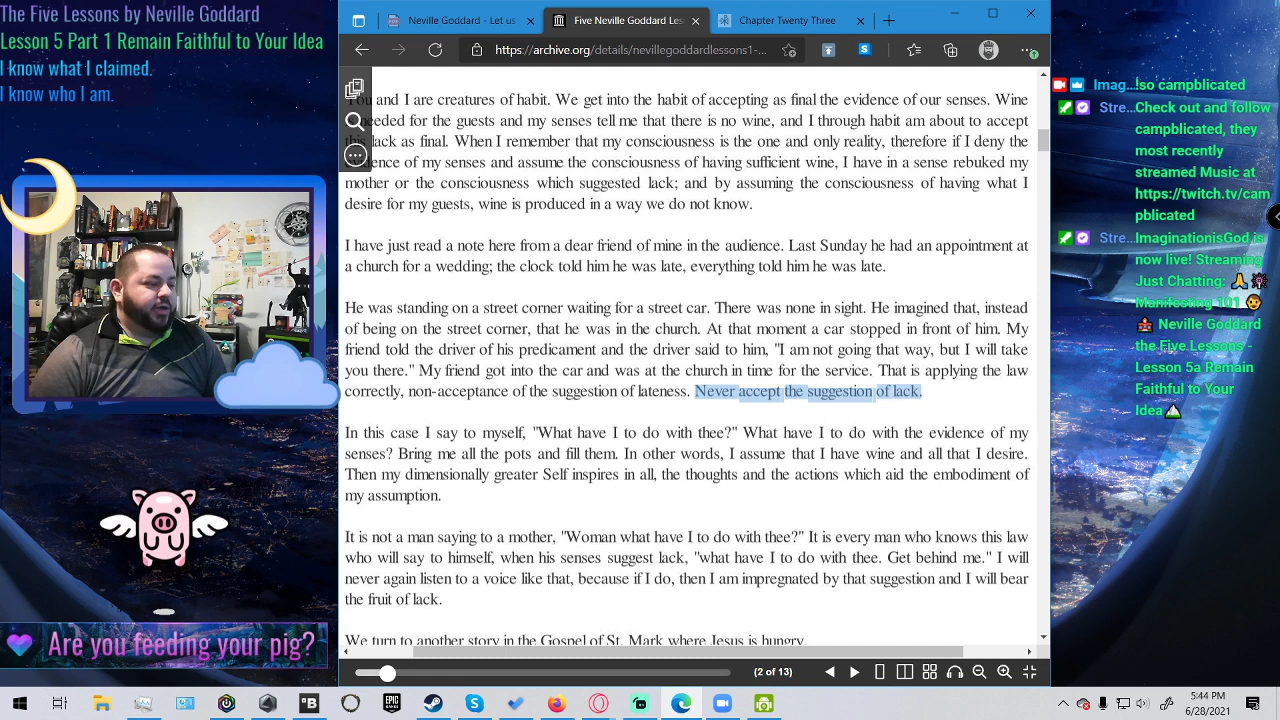 The Five Lessons by Neville Goddard
Lesson 5 Part 1 Remain Faithful to Your Idea
I know what I claimed.
I know who I am.
Are you feeding your pig?
Neville Goddard - Let us
Five Neville Goddard Les
Chapter Twenty Three
https://archive.org/details/nevillegoddardlessons1-...
You and I are creatures of habit. We get into the habit of accepting as final the evidence of our senses. Wine
is needed for the guests and my senses tell me that there is no wine, and I through habit am about to accept
this lack as final. When I remember that my consciousness is the one and only reality, therefore if I deny the
evidence of my senses and assume the consciousness of having sufficient wine, I have in a sense rebuked my
mother or the consciousness which suggested lack; and by assuming the consciousness of having what I
desire for my guests, wine is produced in a way we do not know.
I have just read a note here from a dear friend of mine in the audience. Last Sunday he had an appointment at
a church for a wedding; the clock told him he was late, everything told him he was late.
He was standing on a street corner waiting for a street car. There was none in sight. He imagined that, instead
of being on the street corner, that he was in the church. At that moment a car stopped in front of him. My
friend told the driver of his predicament and the driver said to him, "I am not going that way, but I will take
you there." My friend got into the car and was at the church in time for the service. That is applying the law
correctly, non-acceptance of the suggestion of lateness. Never accept the suggestion of lack.
In this case I say to myself, "What have I to do with thee?" What have I to do with the evidence of my
senses? Bring me all the pots and fill them. In other words, I assume that I have wine and all that I desire.
Then my dimensionally greater Self inspires in all, the thoughts and the actions which aid the embodiment of
my assumption.
It is not a man saying to a mother, "Woman what have I to do with thee?" It is every man who knows this law
who will say to himself, when his senses suggest lack, "what have I to do with thee. Get behind me." I will
never again listen to a voice like that, because if I do, then I am impregnated by that suggestion and I will bear
the fruit of lack.
We turn to another story in the Gospel of St. Mark where Jesus is hungry.
(2 of 13)
Imag... !so campblicated
Stre... Check out and follow
campblicated, they
most recently
streamed Music at
https://twitch.tv/cam
pblicated
Stre... ImaginationisGod is
now live! Streaming
Just Chatting: 🙏
Manifesting 101
Neville Goddard
the Five Lessons -
Lesson 5a Remain
Faithful to Your
Idea
EPIC
GAMES
B
5:44 PM
6/28/2021